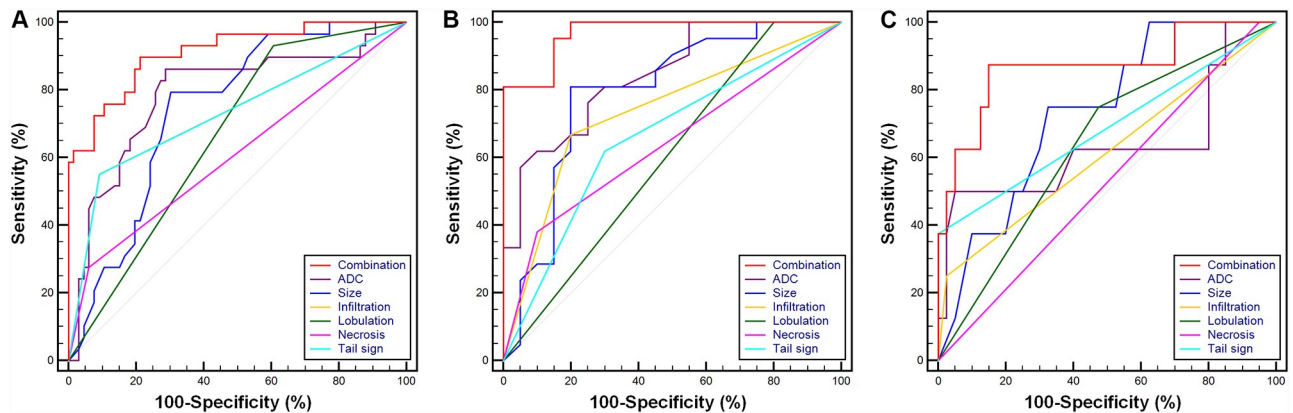 A
B
C
100
80
60
40
20
0
Sensitivity (%)
Combination
ADC
Size
Infiltration
Lobulation
Necrosis
Tail sign
0 20 40 60 80 100
100-Specificity (%)
100
80
60
40
20
0
Sensitivity (%)
Combination
ADC
Size
Infiltration
Lobulation
Necrosis
Tail sign
0 20 40 60 80 100
100-Specificity (%)
100
80
60
40
20
0
Sensitivity (%)
Combination
ADC
Size
Infiltration
Lobulation
Necrosis
Tail sign
0 20 40 60 80 100
100-Specificity (%)